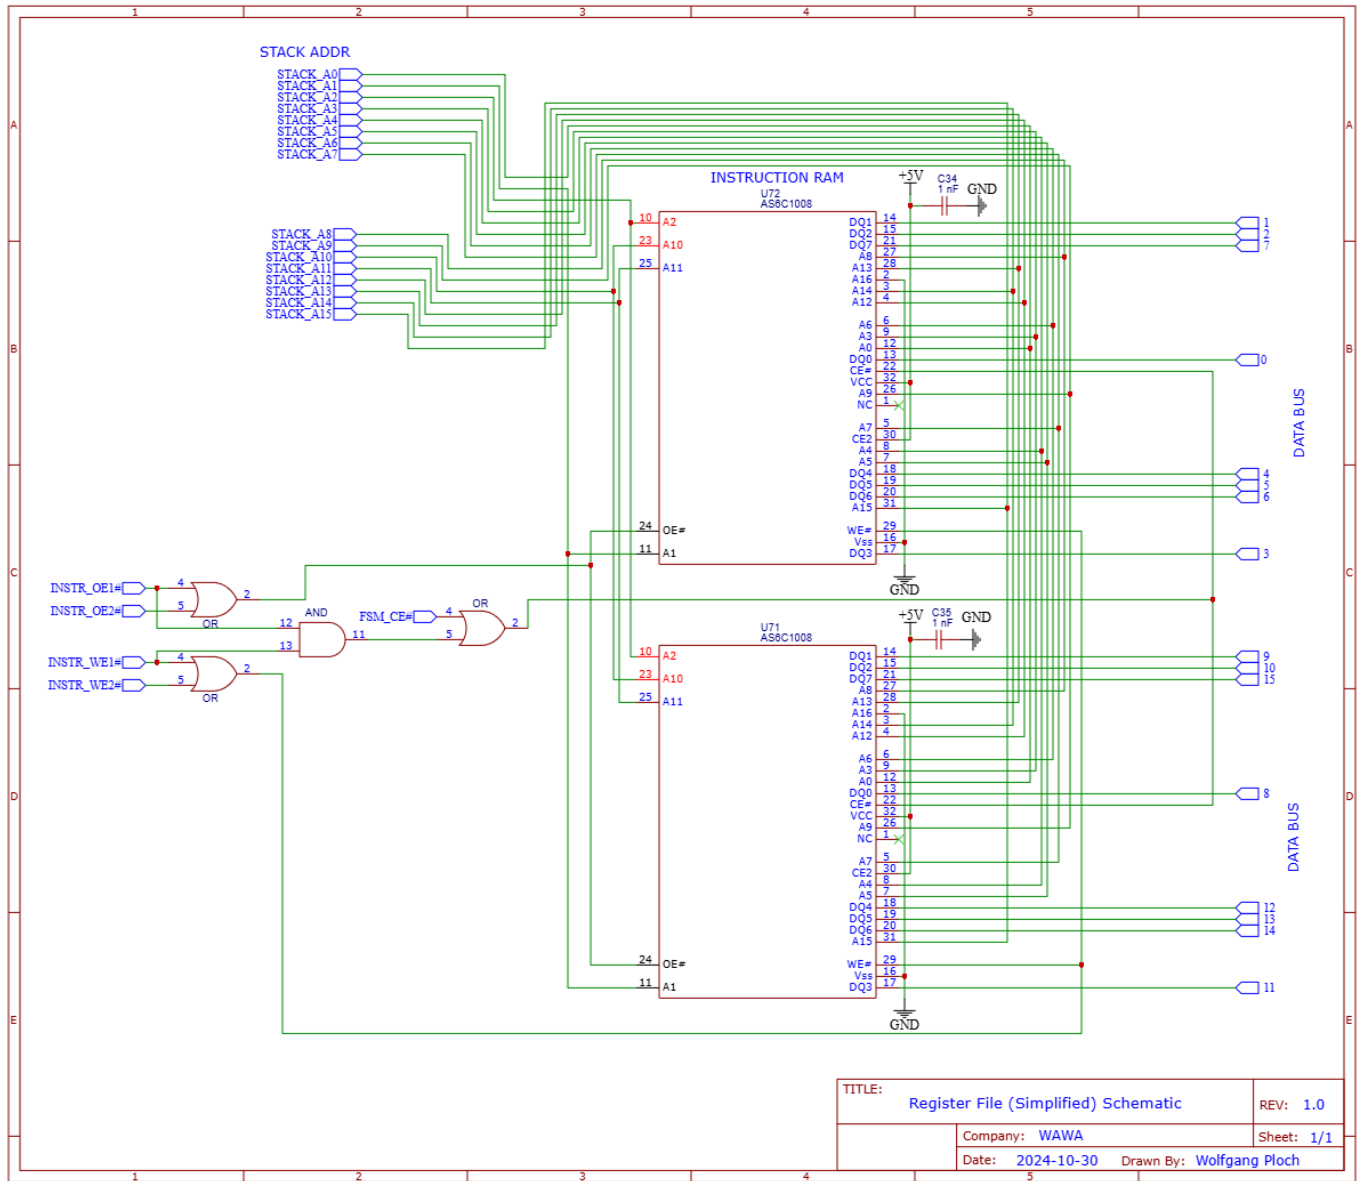 1 2 3 4 5
STACK ADDR
STACK_A0
STACK_A1
STACK_A2
STACK_A3
STACK_A4
STACK_A5
STACK_A6
STACK_A7
A A
INSTRUCTION RAM
U72
AS6C1008
+5V
C34
1 nF
GND
STACK_A8
STACK_A9
STACK_A10
STACK_A11
STACK_A12
STACK_A13
STACK_A14
STACK_A15
10 A2
23 A10
25 A11
24 OE#
11 A1
DQ1 14
DQ2 15
DQ7 21
A8 27
A13 28
A16 2
A14 3
A12 4
A6 6
A3 9
A0 12
DQ0 13
CE# 22
VCC 32
A9 26
NC 1
A7 5
CE2 30
A4 8
A5 7
DQ4 18
DQ5 19
DQ6 20
A15 31
WE# 29
Vss 16
DQ3 17
GND
1
2
7
0
4
5
6
3
DATA BUS
B B
C C
INSTR_OE1# 4
INSTR_OE2# 5
2
OR
AND
12
13
11
INSTR_WE1# 4
INSTR_WE2# 5
2
OR
FSM_CE# 4
5
OR
2
U71
AS6C1008
+5V
C35
1 nF
GND
10 A2
23 A10
25 A11
24 OE#
11 A1
DQ1 14
DQ2 15
DQ7 21
A8 27
A13 28
A16 2
A14 3
A12 4
A6 6
A3 9
A0 12
DQ0 13
CE# 22
VCC 32
A9 26
NC 1
A7 5
CE2 30
A4 8
A5 7
DQ4 18
DQ5 19
DQ6 20
A15 31
WE# 29
Vss 16
DQ3 17
GND
9
10
15
8
12
13
14
11
DATA BUS
D D
E E
TITLE:
Register File (Simplified) Schematic
REV: 1.0
Company: WAWA
Sheet: 1/1
Date: 2024-10-30 Drawn By: Wolfgang Ploch
1 2 3 4 5